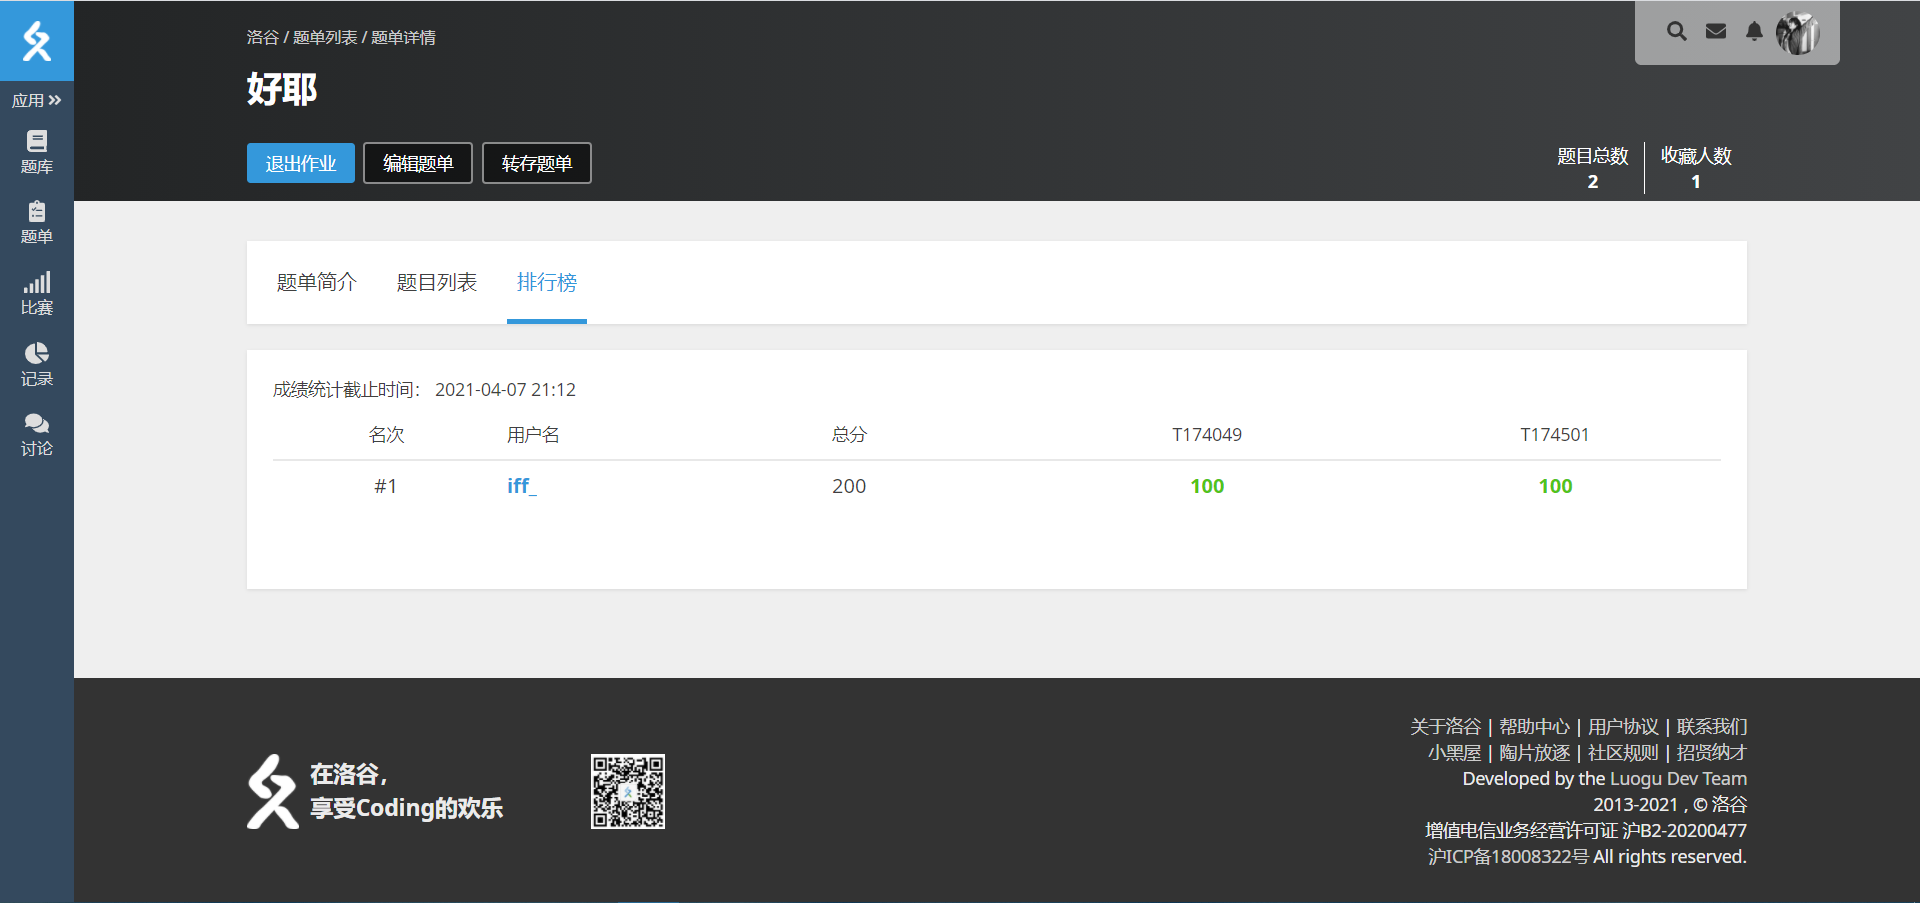 应用
题库
题单
比赛
记录
讨论
洛谷 / 题单列表 / 题单详情
好耶
退出作业 编辑题单 转存题单
题目总数 收藏人数
2 1
题单简介 题目列表 排行榜
成绩统计截止时间： 2021-04-07 21:12
名次 用户名 总分 T174049 T174501
#1 iff_ 200 100 100
在洛谷，
享受Coding的欢乐
关于洛谷 | 帮助中心 | 用户协议 | 联系我们
小黑屋 | 陶片放逐 | 社区规则 | 招贤纳才
Developed by the Luogu Dev Team
2013-2021 , © 洛谷
增值电信业务经营许可证 沪B2-20200477
沪ICP备18008322号 All rights reserved.